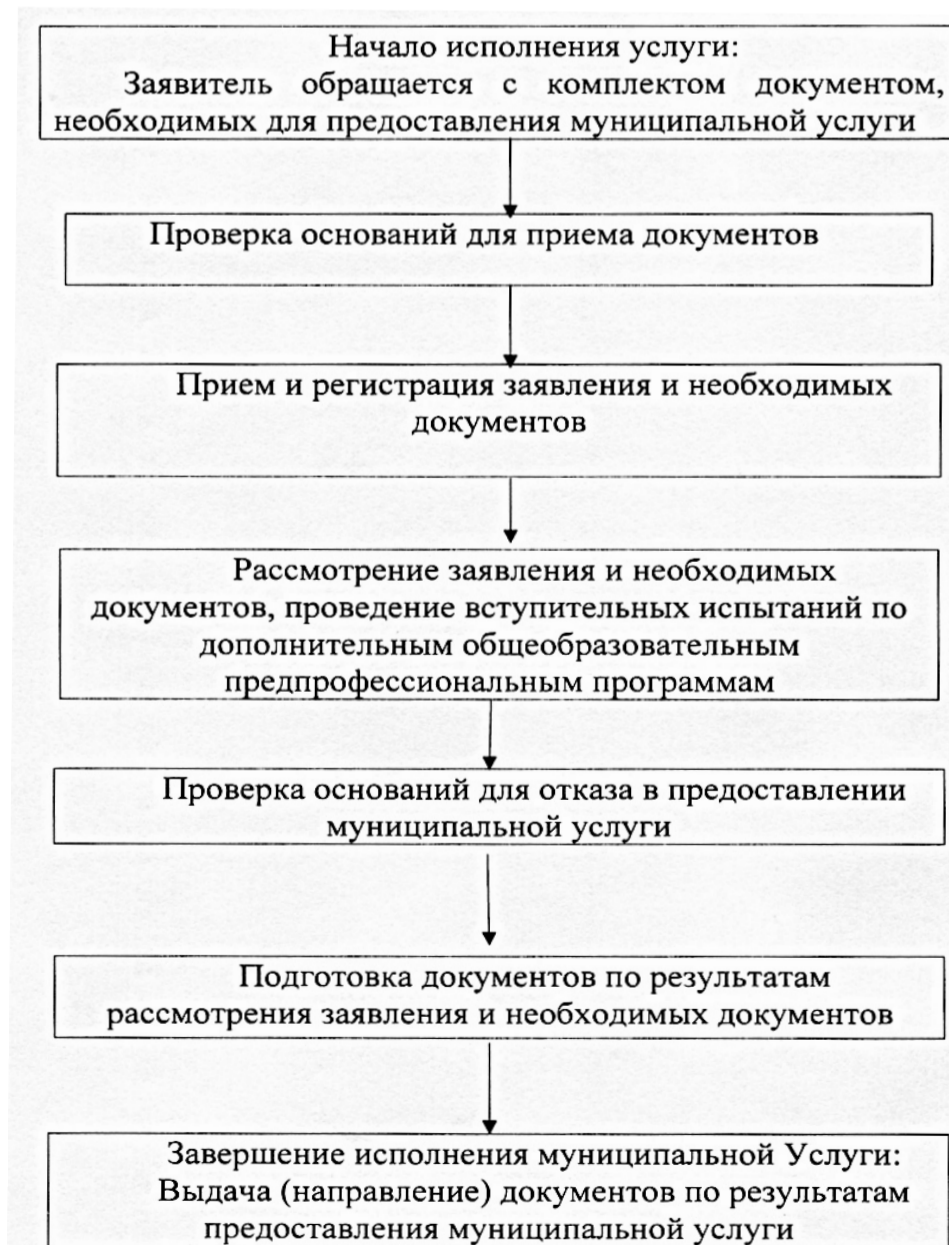 Начало исполнения услуги:
Заявитель обращается с комплектом документом,
необходимых для предоставления муниципальной услуги
Проверка оснований для приема документов
Прием и регистрация заявления и необходимых
документов
Рассмотрение заявления и необходимых
документов, проведение вступительных испытаний по
дополнительным общеобразовательным
предпрофессиональным программам
Проверка оснований для отказа в предоставлении
муниципальной услуги
Подготовка документов по результатам
рассмотрения заявления и необходимых документов
Завершение исполнения муниципальной Услуги:
Выдача (направление) документов по результатам
предоставления муниципальной услуги